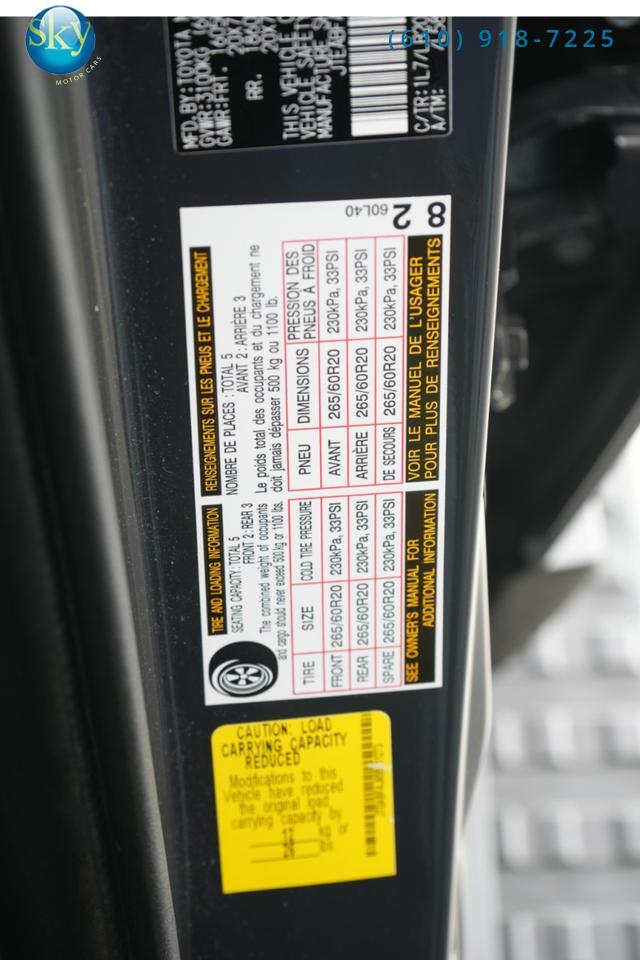 Sky
MOTOR CARS
(610) 918-7225
MFD.BY:TOYOTA
GVWR:3100KG
GAWR:FRT.
RR.
THIS VEHICLE
VEHICLE SAFETY
MANUFACTURE
C/TR:
A/TM:
TIRE AND LOADING INFORMATION
SEATING CAPACITY: TOTAL 5
FRONT 2: REAR 3
The combined weight of occupants
and cargo should never exceed 500 kg or 1100 lbs.
TIRE SIZE COLD TIRE PRESSURE
FRONT 265/60R20 230kPa, 33PSI
REAR 265/60R20 230kPa, 33PSI
SPARE 265/60R20 230kPa, 33PSI
SEE OWNER'S MANUAL FOR
ADDITIONAL INFORMATION
RENSEIGNEMENTS SUR LES PNEUS ET LE CHARGEMENT
NOMBRE DE PLACES : TOTAL 5
AVANT 2: ARRIÈRE 3
Le poids total des occupants et du chargement ne
doit jamais dépasser 500 kg ou 1100 lb.
PNEU DIMENSIONS PRESSION DES
PNEUS À FROID
AVANT 265/60R20 230kPa, 33PSI
ARRIÈRE 265/60R20 230kPa, 33PSI
DE SECOURS 265/60R20 230kPa, 33PSI
VOIR LE MANUEL DE L'USAGER
POUR PLUS DE RENSEIGNEMENTS
60L40
2
8
CAUTION: LOAD
CARRYING CAPACITY
REDUCED
Modifications to this
Vehicle have reduced
the original load
carrying capacity by
kg or
lbs.